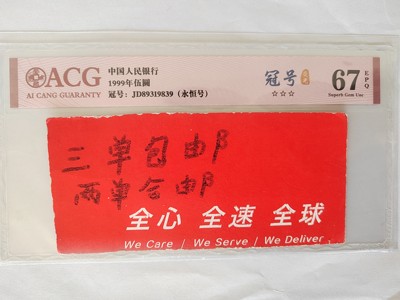 ACG
AI CANG GUARANTY
中国人民银行
1999年伍圆
冠号：JD89319839（永恒号）
冠号
☆☆☆
67 EPQ
Superb Gem Unc
三单包邮
两单合邮
全心 全速 全球
We Care / We Serve / We Deliver